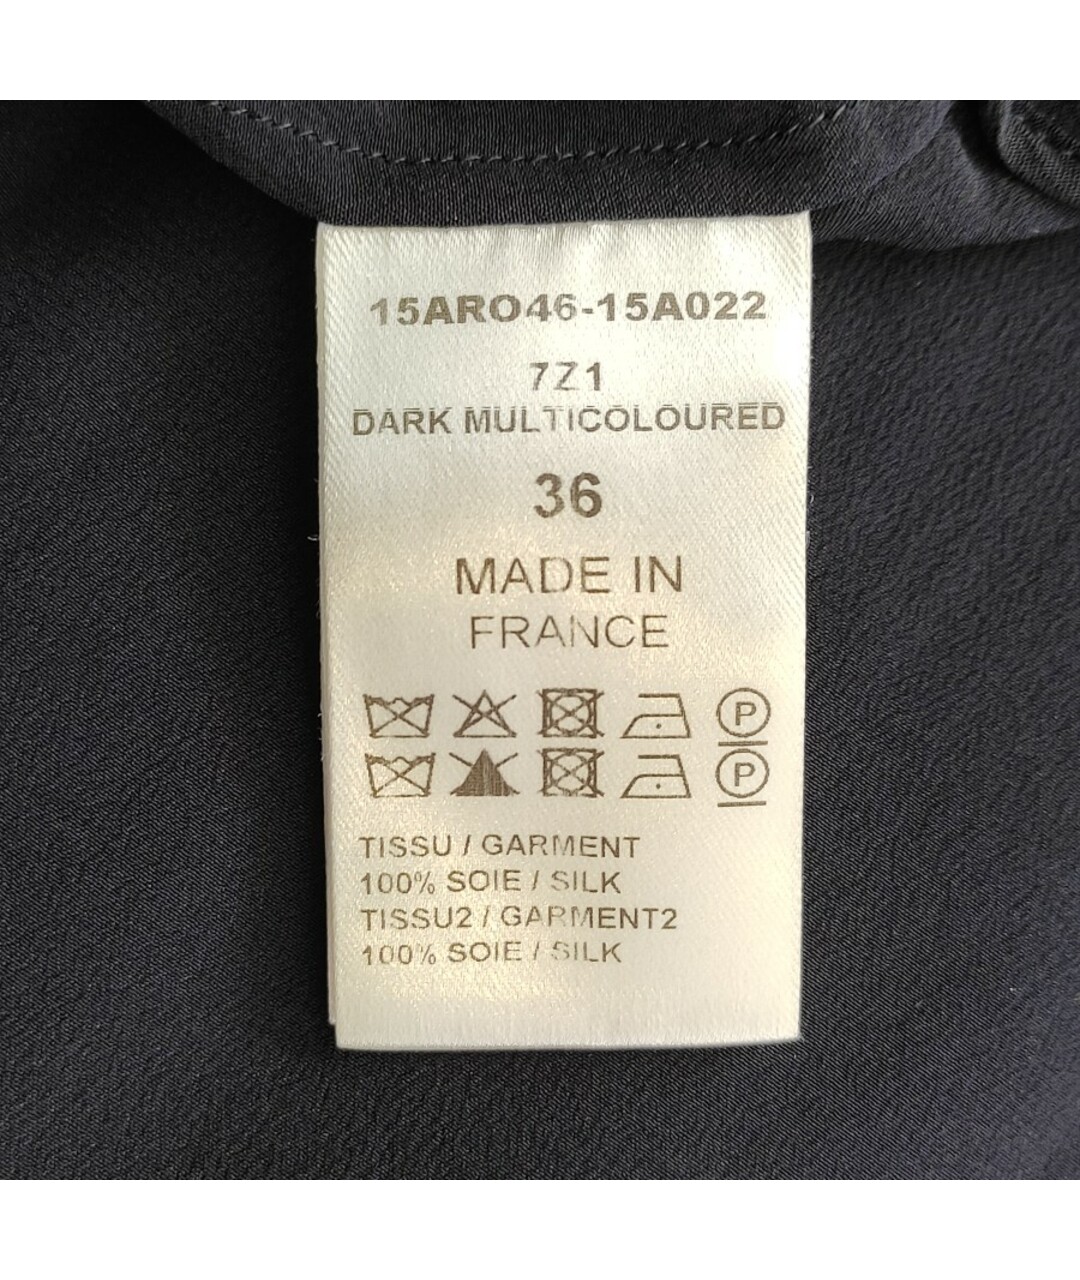 15ARO46-15A022
7Z1
DARK MULTICOLOURED
36
MADE IN
FRANCE
P
P
TISSU / GARMENT
100% SOIE / SILK
TISSU2 / GARMENT2
100% SOIE / SILK